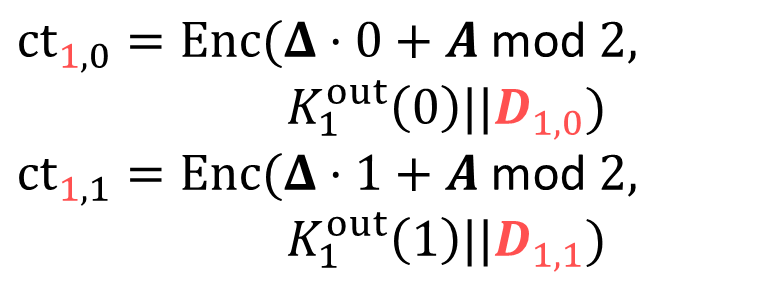 ct₁,₀ = Enc(𝚫 · 0 + 𝑨 mod 2,
K₁ᵒᵘᵗ(0)||𝑫₁,₀)
ct₁,₁ = Enc(𝚫 · 1 + 𝑨 mod 2,
K₁ᵒᵘᵗ(1)||𝑫₁,₁)